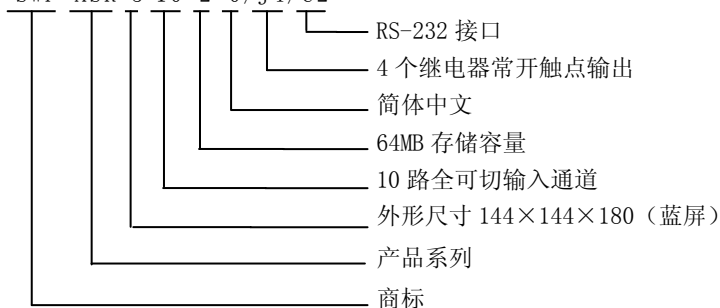 RS-232 接口
4 个继电器常开触点输出
简体中文
64MB 存储容量
10 路全可切输入通道
外形尺寸 144×144×180（蓝屏）
产品系列
商标